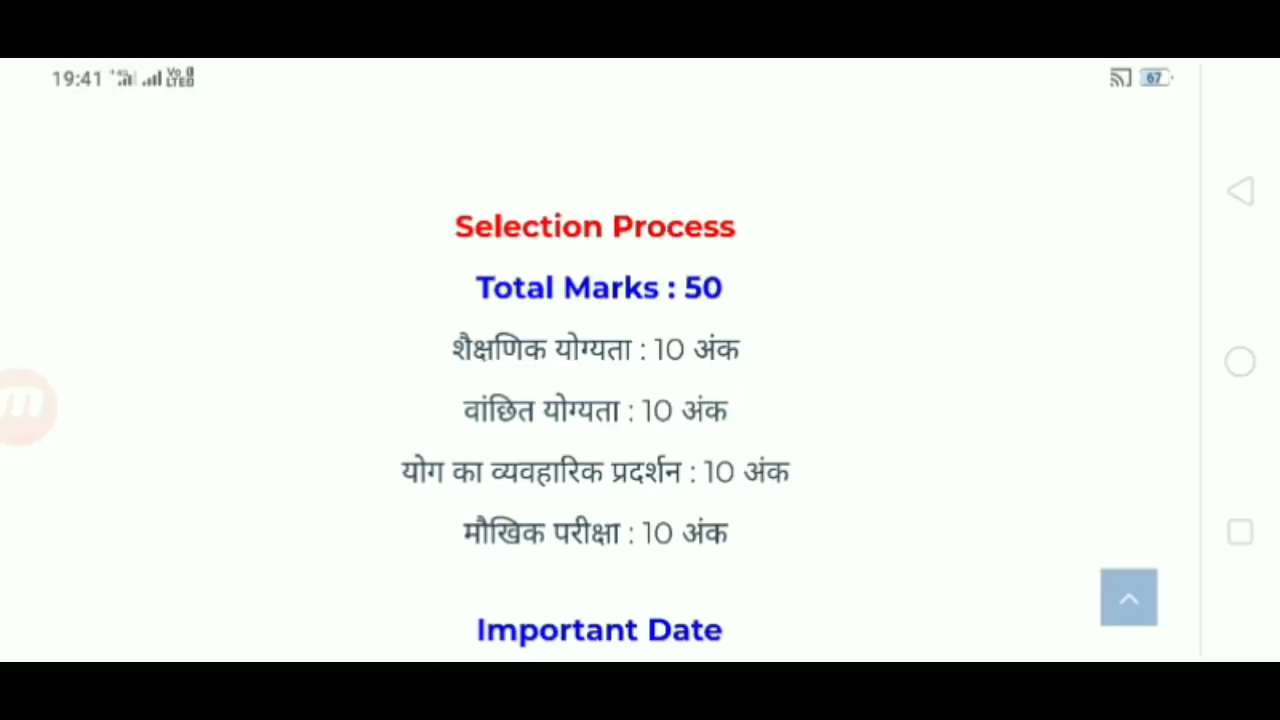 19:41
67
Selection Process
Total Marks : 50
शैक्षणिक योग्यता : 10 अंक
वांछित योग्यता : 10 अंक
योग का व्यवहारिक प्रदर्शन : 10 अंक
मौखिक परीक्षा : 10 अंक
Important Date